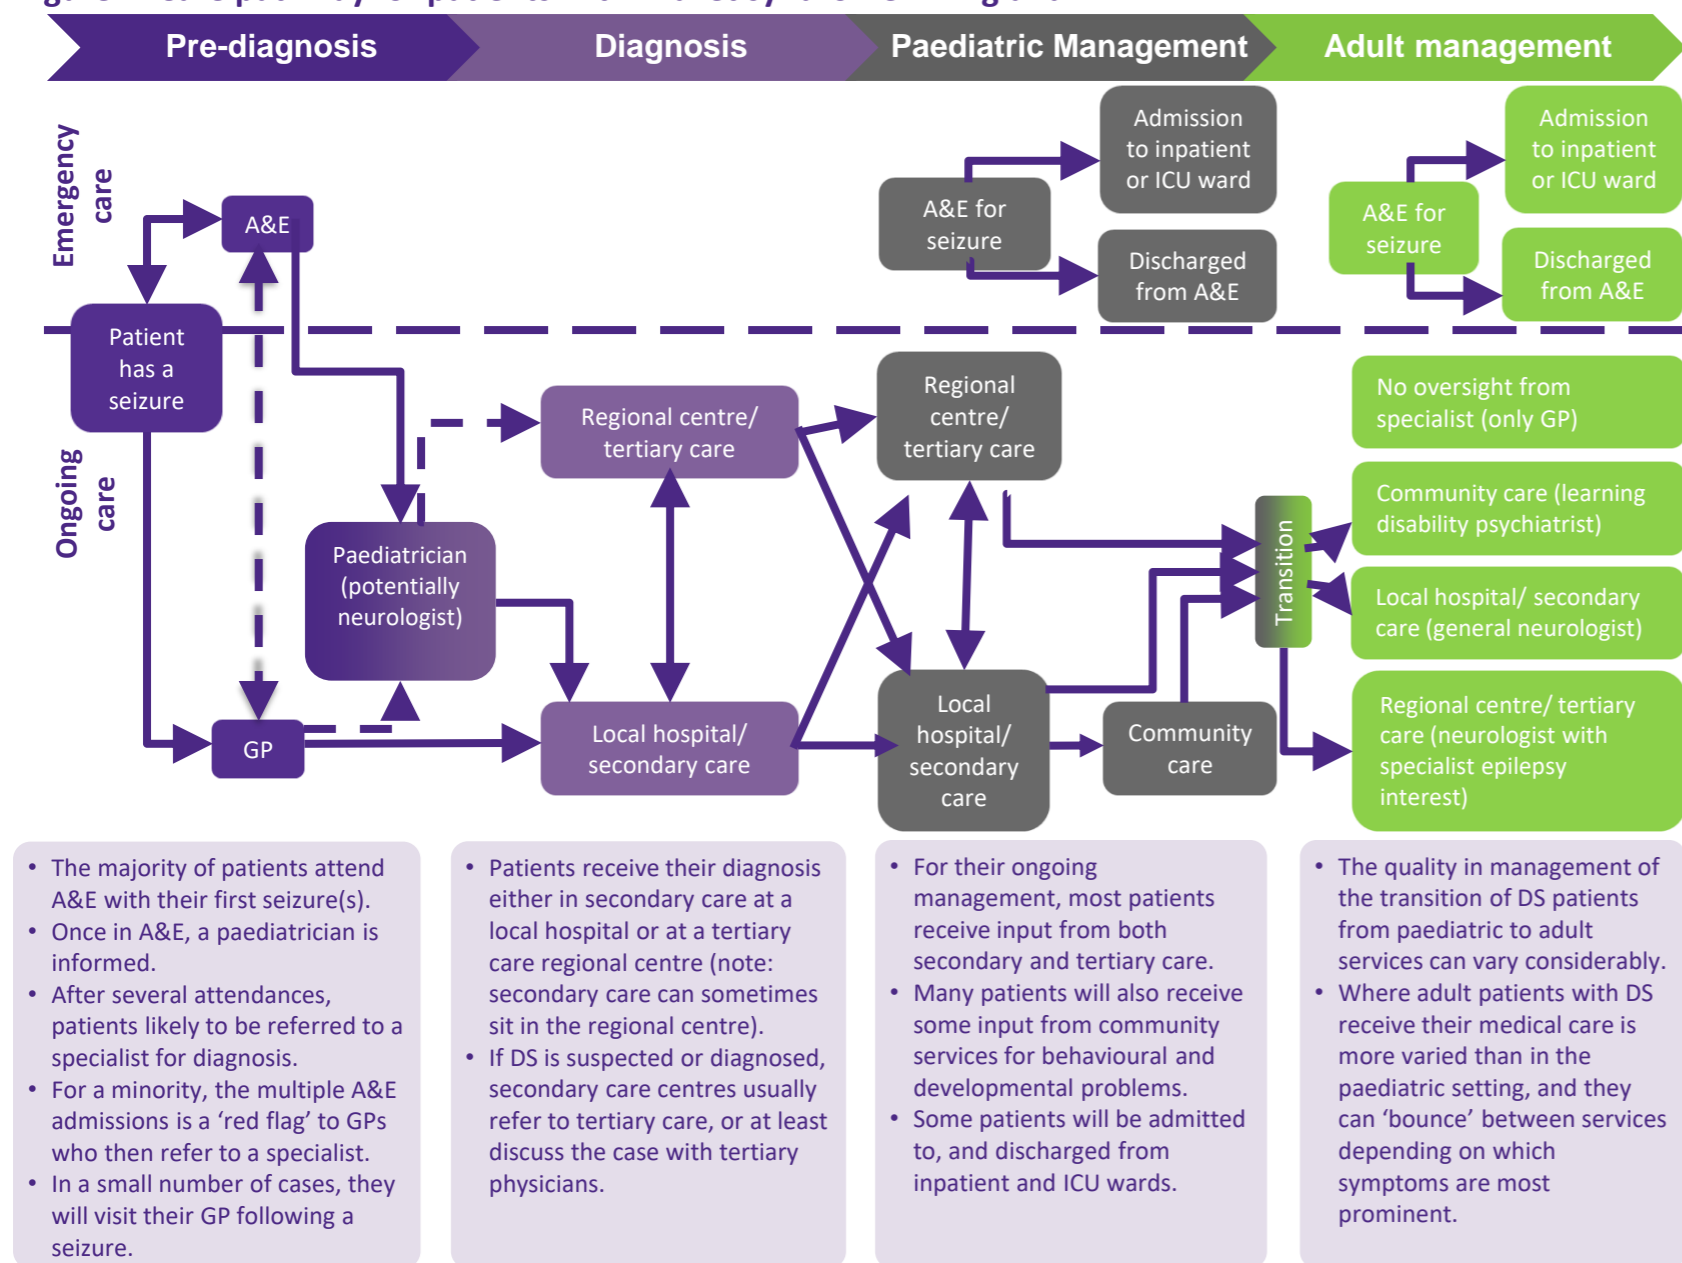 Pre-diagnosis
Diagnosis
Paediatric Management
Adult management
Emergency
care
Ongoing
care
A&E
Patient
has a
seizure
GP
Paediatrician
(potentially
neurologist)
Regional centre/
tertiary care
Local hospital/
secondary care
A&E for
seizure
Admission
to inpatient
or ICU ward
Discharged
from A&E
Regional
centre/
tertiary care
Local
hospital/
secondary
care
Community
care
Transition
A&E for
seizure
Admission
to inpatient
or ICU ward
Discharged
from A&E
No oversight from
specialist (only GP)
Community care (learning
disability psychiatrist)
Local hospital/ secondary
care (general neurologist)
Regional centre/ tertiary
care (neurologist with
specialist epilepsy
interest)
• The majority of patients attend
A&E with their first seizure(s).
• Once in A&E, a paediatrician is
informed.
• After several attendances,
patients likely to be referred to a
specialist for diagnosis.
• For a minority, the multiple A&E
admissions is a ‘red flag’ to GPs
who then refer to a specialist.
• In a small number of cases, they
will visit their GP following a
seizure.
• Patients receive their diagnosis
either in secondary care at a
local hospital or at a tertiary
care regional centre (note:
secondary care can sometimes
sit in the regional centre).
• If DS is suspected or diagnosed,
secondary care centres usually
refer to tertiary care, or at least
discuss the case with tertiary
physicians.
• For their ongoing
management, most patients
receive input from both
secondary and tertiary care.
• Many patients will also receive
some input from community
services for behavioural and
developmental problems.
• Some patients will be admitted
to, and discharged from
inpatient and ICU wards.
• The quality in management of
the transition of DS patients
from paediatric to adult
services can vary considerably.
• Where adult patients with DS
receive their medical care is
more varied than in the
paediatric setting, and they
can ‘bounce’ between services
depending on which
symptoms are most
prominent.